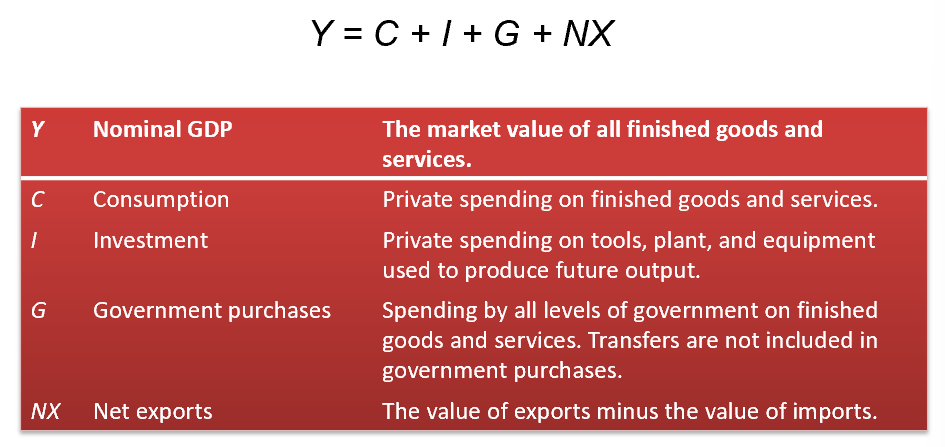 Y = C + I + G + NX
Y Nominal GDP The market value of all finished goods and
services.
C Consumption Private spending on finished goods and services.
I Investment Private spending on tools, plant, and equipment
used to produce future output.
G Government purchases Spending by all levels of government on finished
goods and services. Transfers are not included in
government purchases.
NX Net exports The value of exports minus the value of imports.